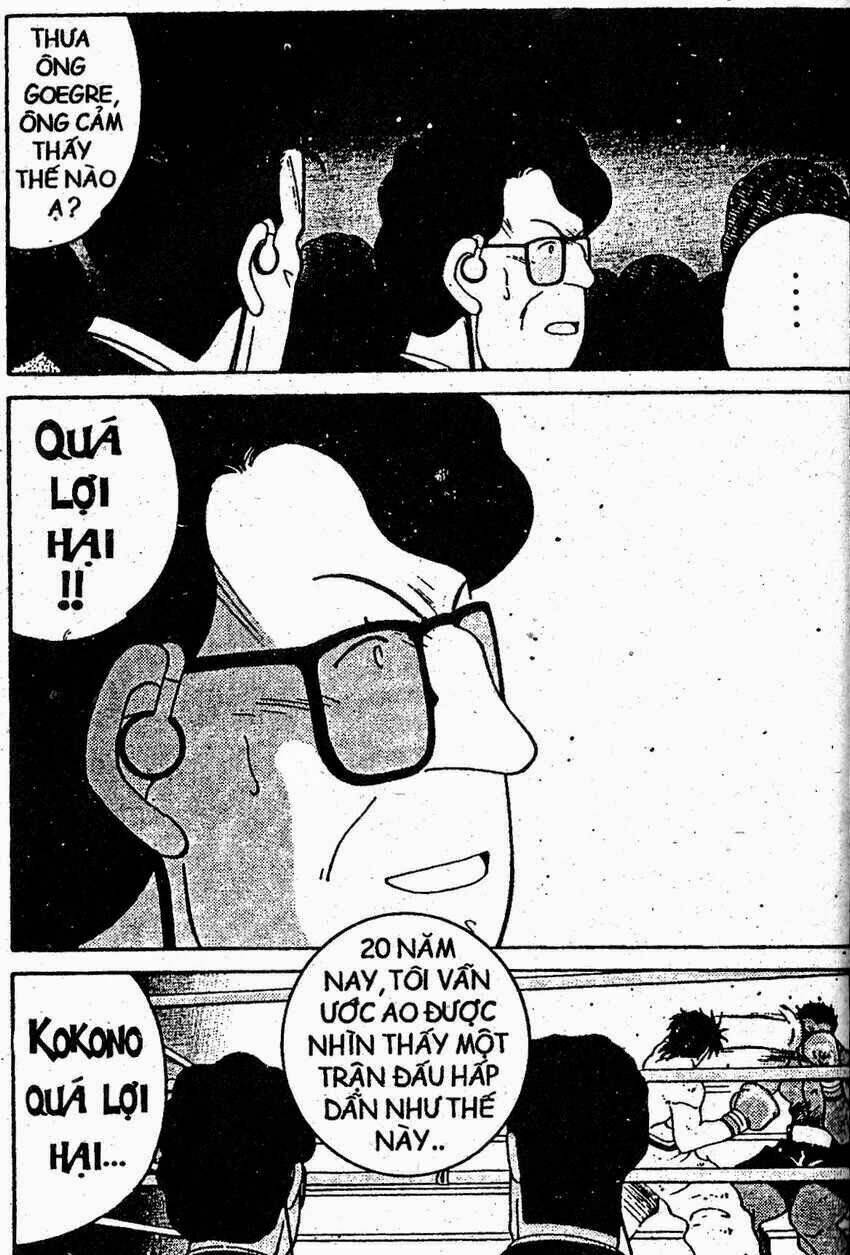 THƯA
ÔNG
GOEGRE,
ÔNG CẢM
THẤY
THẾ NÀO
Ạ?
....
QUÁ
LỢI
HẠI
!!
20 NĂM
NAY, TÔI VẪN
ƯỚC AO ĐƯỢC
NHÌN THẤY MỘT
TRẬN ĐẤU HẤP
DẪN NHƯ THẾ
NÀY..
KOKONO
QUÁ LỢI
HẠI...